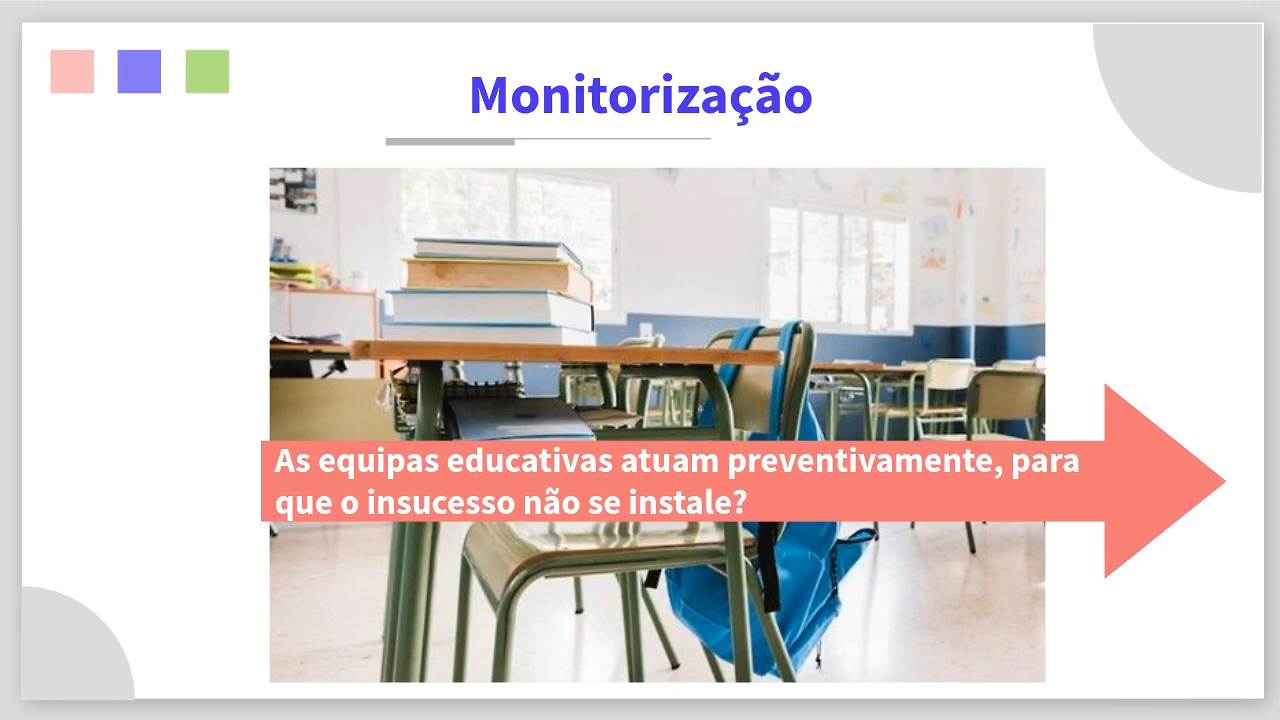 Monitorização
As equipas educativas atuam preventivamente, para
que o insucesso não se instale?